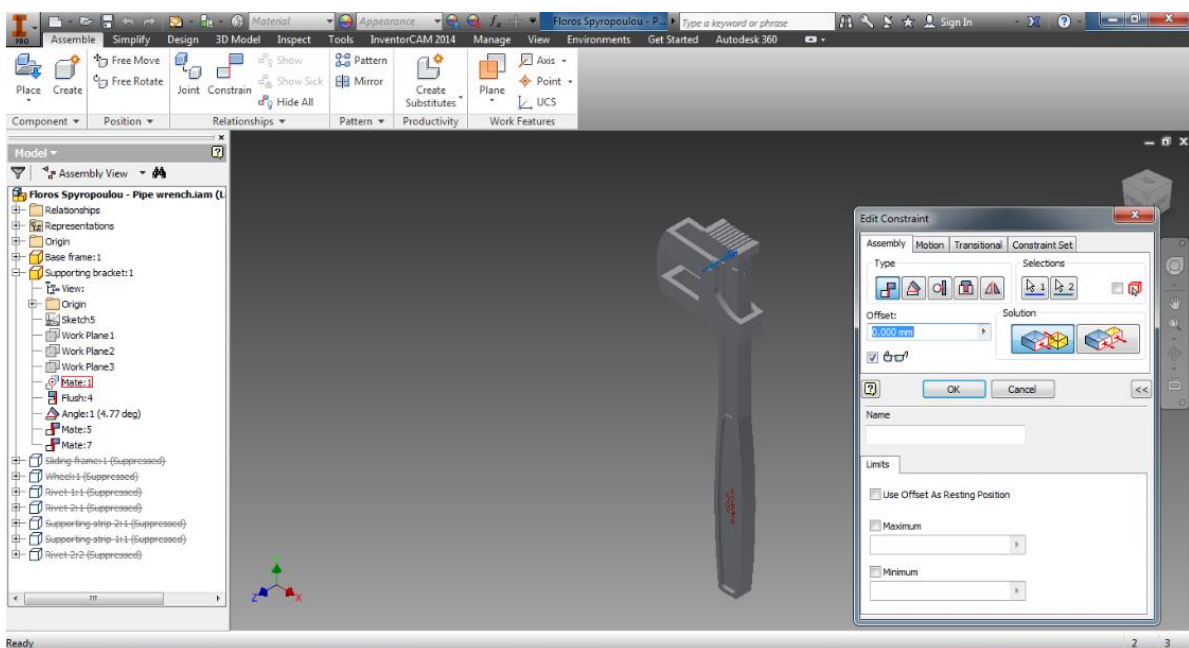 PRO
Material
Appearance
Floros Spyropoulou - P...
Type a keyword or phrase
Sign In
Assemble Simplify Design 3D Model Inspect Tools InventorCAM 2014 Manage View Environments Get Started Autodesk 360
Place
Create
Free Move
Free Rotate
Joint
Constrain
Show
Show Sick
Hide All
Pattern
Mirror
Create
Substitutes
Plane
Axis
Point
UCS
Component Position Relationships Pattern Productivity Work Features
Model
Assembly View
Floros Spyropoulou - Pipe wrench.iam (L
Relationships
Representations
Origin
Base frame:1
Supporting bracket:1
View:
Origin
Sketch5
Work Plane1
Work Plane2
Work Plane3
Mate:1
Flush:4
Angle:1 (4.77 deg)
Mate:5
Mate:7
Sliding frame:1 (Suppressed)
Wheel:1 (Suppressed)
Rivet 1:1 (Suppressed)
Rivet 2:1 (Suppressed)
Supporting strip 2:1 (Suppressed)
Supporting strip 1:1 (Suppressed)
Rivet 2:2 (Suppressed)
Edit Constraint
Assembly Motion Transitional Constraint Set
Type
Selections
1 2
Offset:
0.000 mm
Solution
OK Cancel <<
Name
Limits
Use Offset As Resting Position
Maximum
Minimum
Y
Z X
Ready
2 3